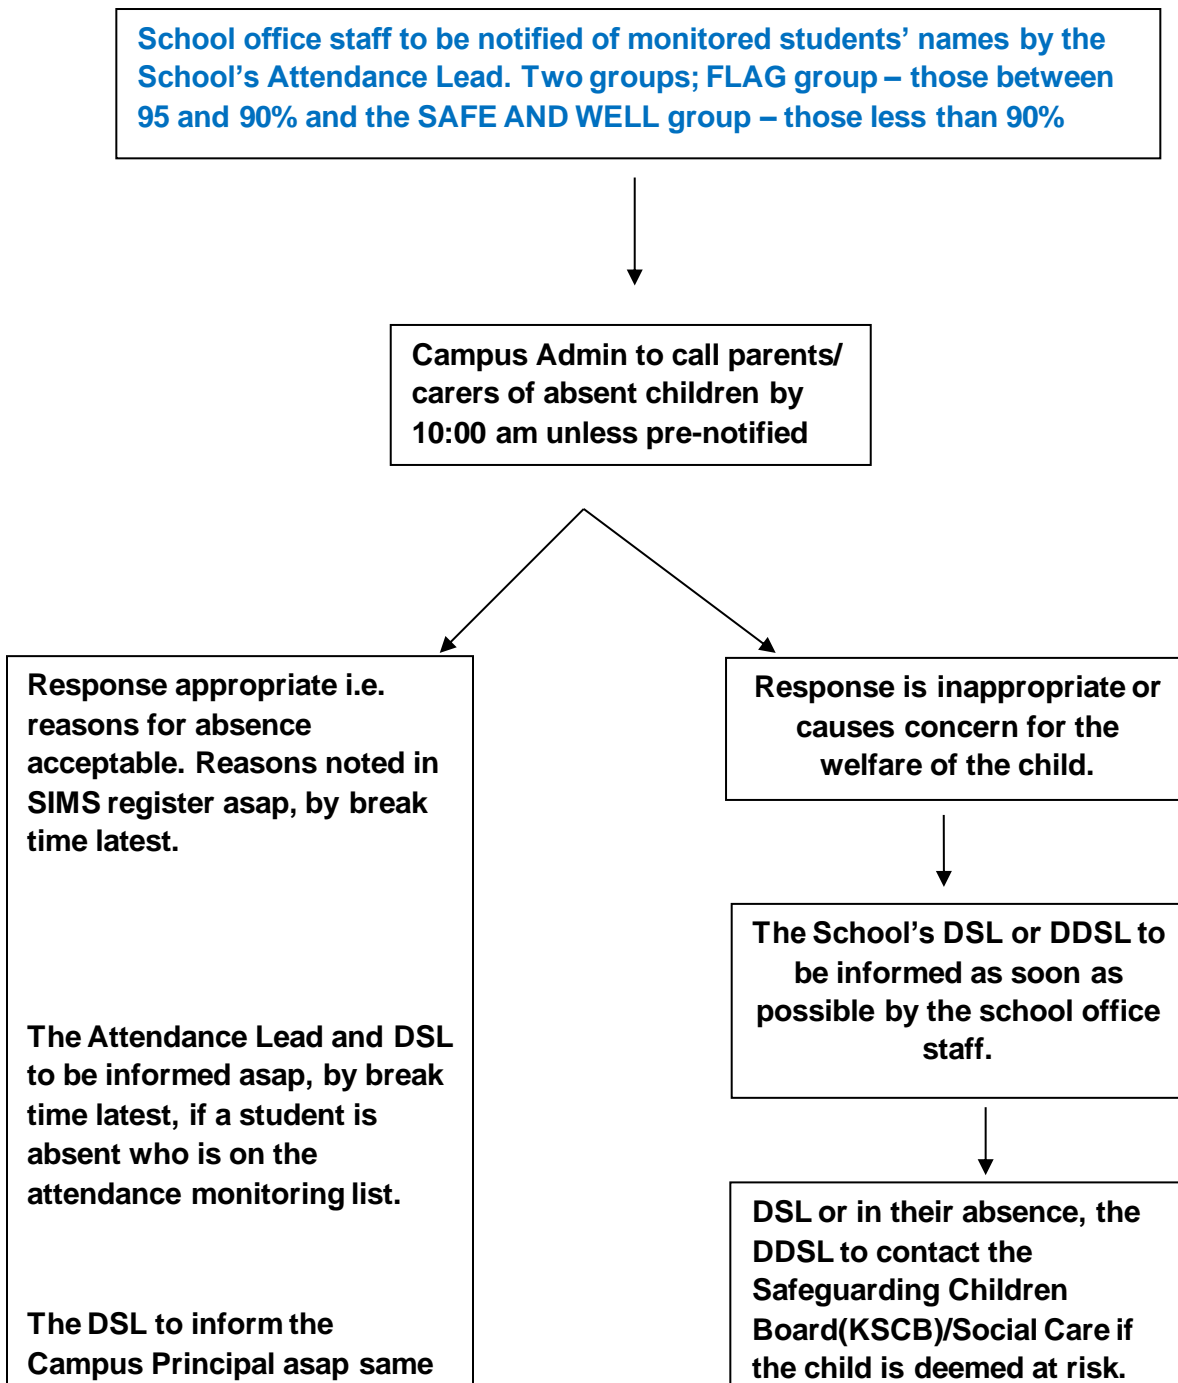 School office staff to be notified of monitored students’ names by the
School’s Attendance Lead. Two groups; FLAG group – those between
95 and 90% and the SAFE AND WELL group – those less than 90%
Campus Admin to call parents/
carers of absent children by
10:00 am unless pre-notified
Response appropriate i.e.
reasons for absence
acceptable. Reasons noted in
SIMS register asap, by break
time latest.
The Attendance Lead and DSL
to be informed asap, by break
time latest, if a student is
absent who is on the
attendance monitoring list.
The DSL to inform the
Campus Principal asap same
Response is inappropriate or
causes concern for the
welfare of the child.
The School’s DSL or DDSL to
be informed as soon as
possible by the school office
staff.
DSL or in their absence, the
DDSL to contact the
Safeguarding Children
Board(KSCB)/Social Care if
the child is deemed at risk.